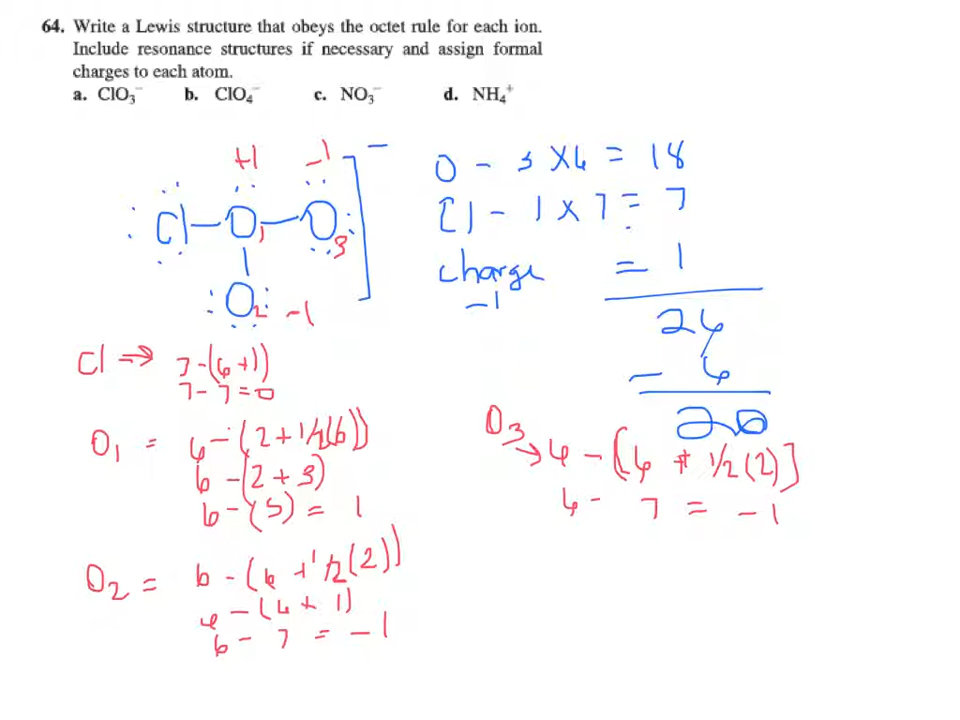 64. Write a Lewis structure that obeys the octet rule for each ion.
Include resonance structures if necessary and assign formal
charges to each atom.
a. ClO₃⁻ b. ClO₄⁻ c. NO₃⁻ d. NH₄⁺
+1 -1 −
Cl—O₁—O₃ ]
O₂ -1
O - 3 × 6 = 18
Cl - 1 × 7 = 7
charge = 1
-1
26
- 6
20
Cl ⇒ 7-(6+1)
7-7=0
O₁ = 6-(2+1/2(6))
6-(2+3)
6-(5) = 1
O₂ = 6-(6+1/2(2))
6-(6+1)
6- 7 = -1
O₃
→ 6 - (6 + 1/2(2)]
6- 7 = -1